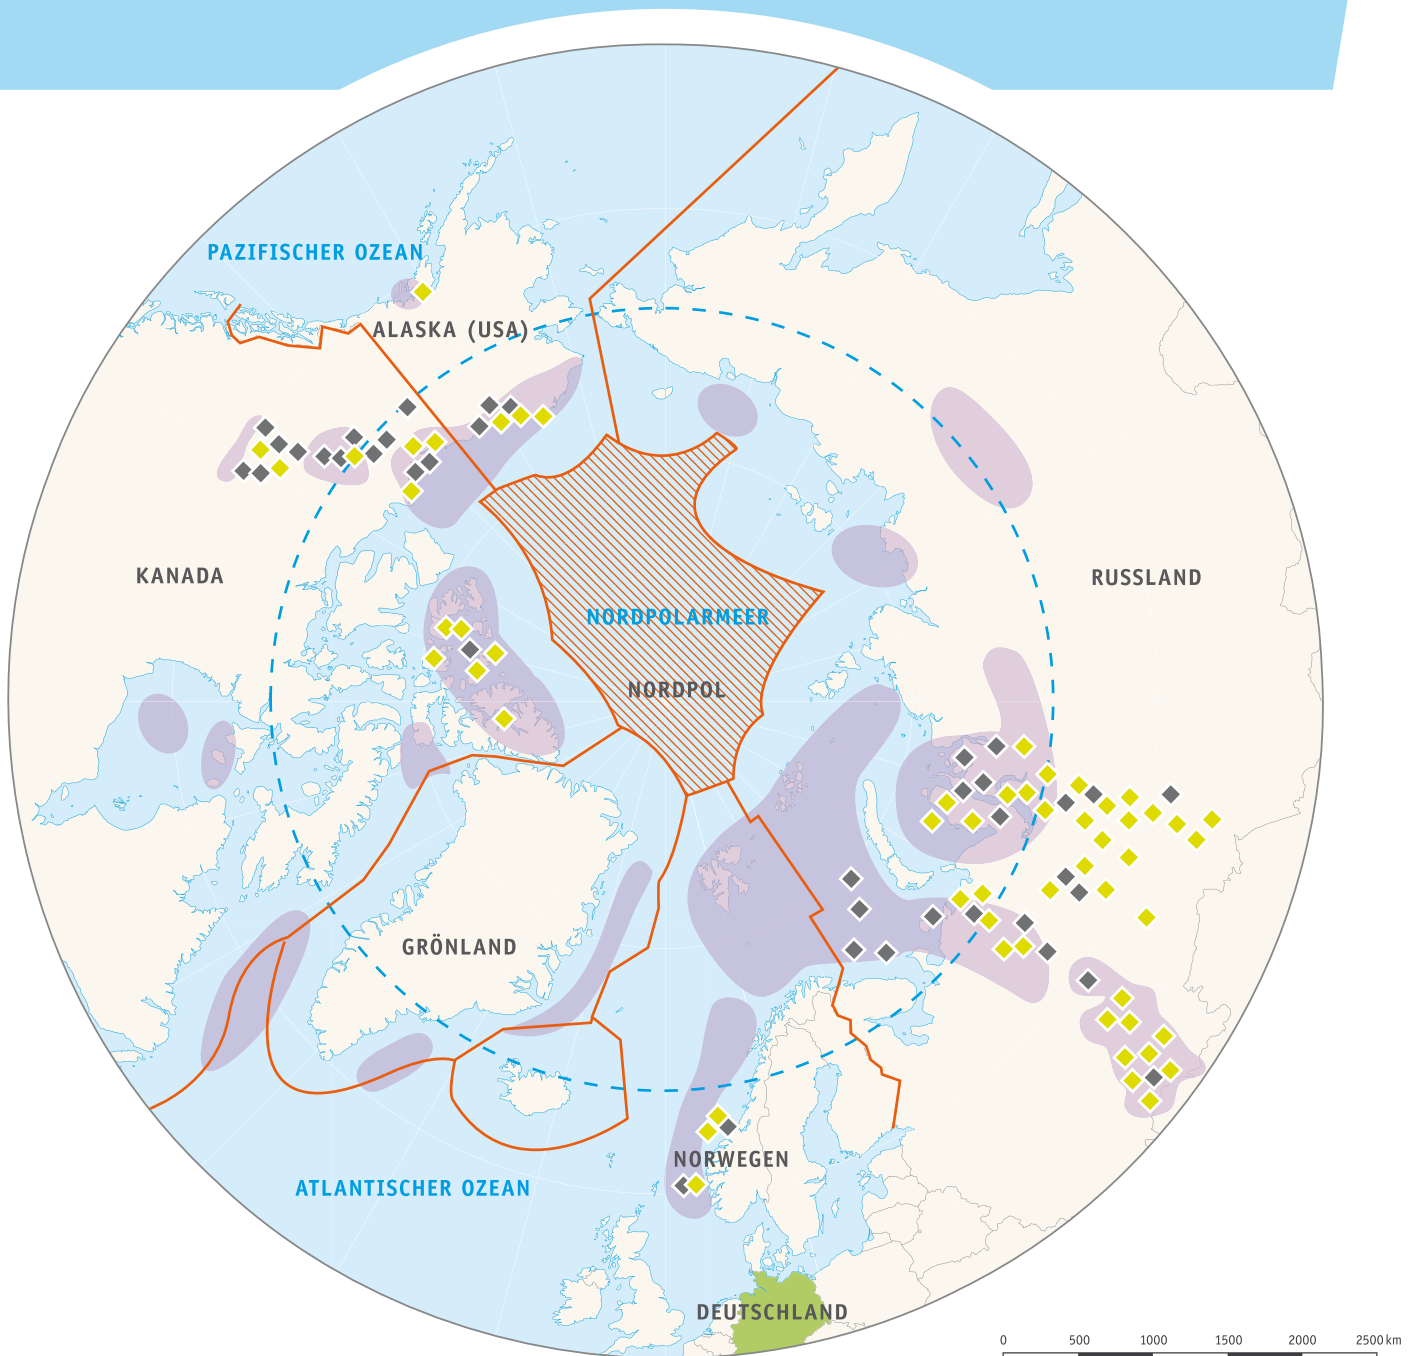 PAZIFISCHER OZEAN
ALASKA (USA)
KANADA
RUSSLAND
NORDPOLARMEER
NORDPOL
GRÖNLAND
NORWEGEN
ATLANTISCHER OZEAN
DEUTSCHLAND
0 500 1000 1500 2000 2500 km